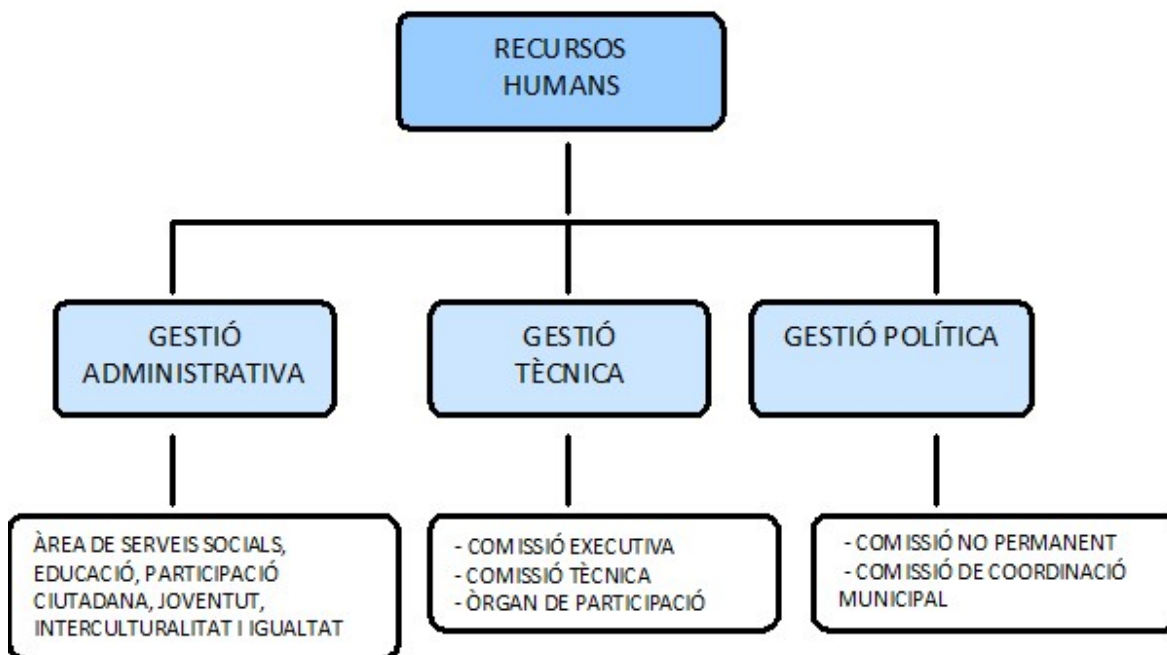 RECURSOS
HUMANS
GESTIÓ
ADMINISTRATIVA
GESTIÓ
TÈCNICA
GESTIÓ POLÍTICA
ÀREA DE SERVEIS SOCIALS,
EDUCACIÓ, PARTICIPACIÓ
CIUTADANA, JOVENTUT,
INTERCULTURALITAT I IGUALTAT
- COMISSIÓ EXECUTIVA
- COMISSIÓ TÈCNICA
- ÒRGAN DE PARTICIPACIÓ
- COMISSIÓ NO PERMANENT
- COMISSIÓ DE COORDINACIÓ
MUNICIPAL